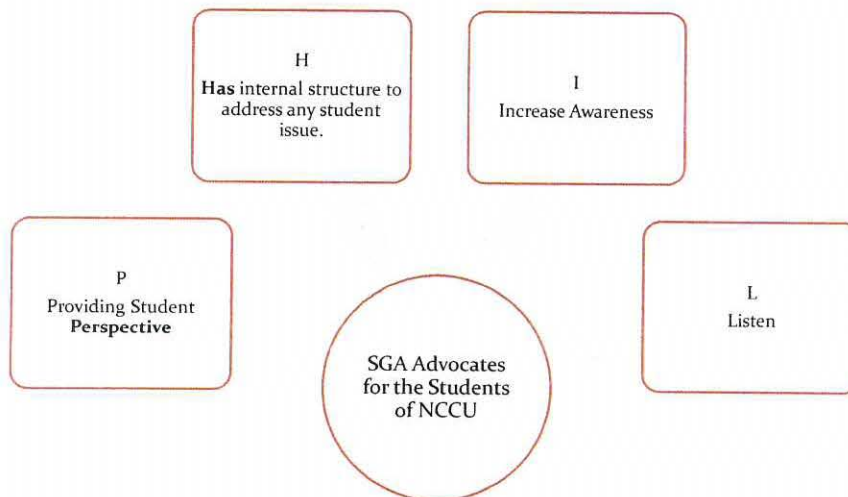 H
Has internal structure to
address any student
issue.
I
Increase Awareness
P
Providing Student
Perspective
L
Listen
SGA Advocates
for the Students
of NCCU